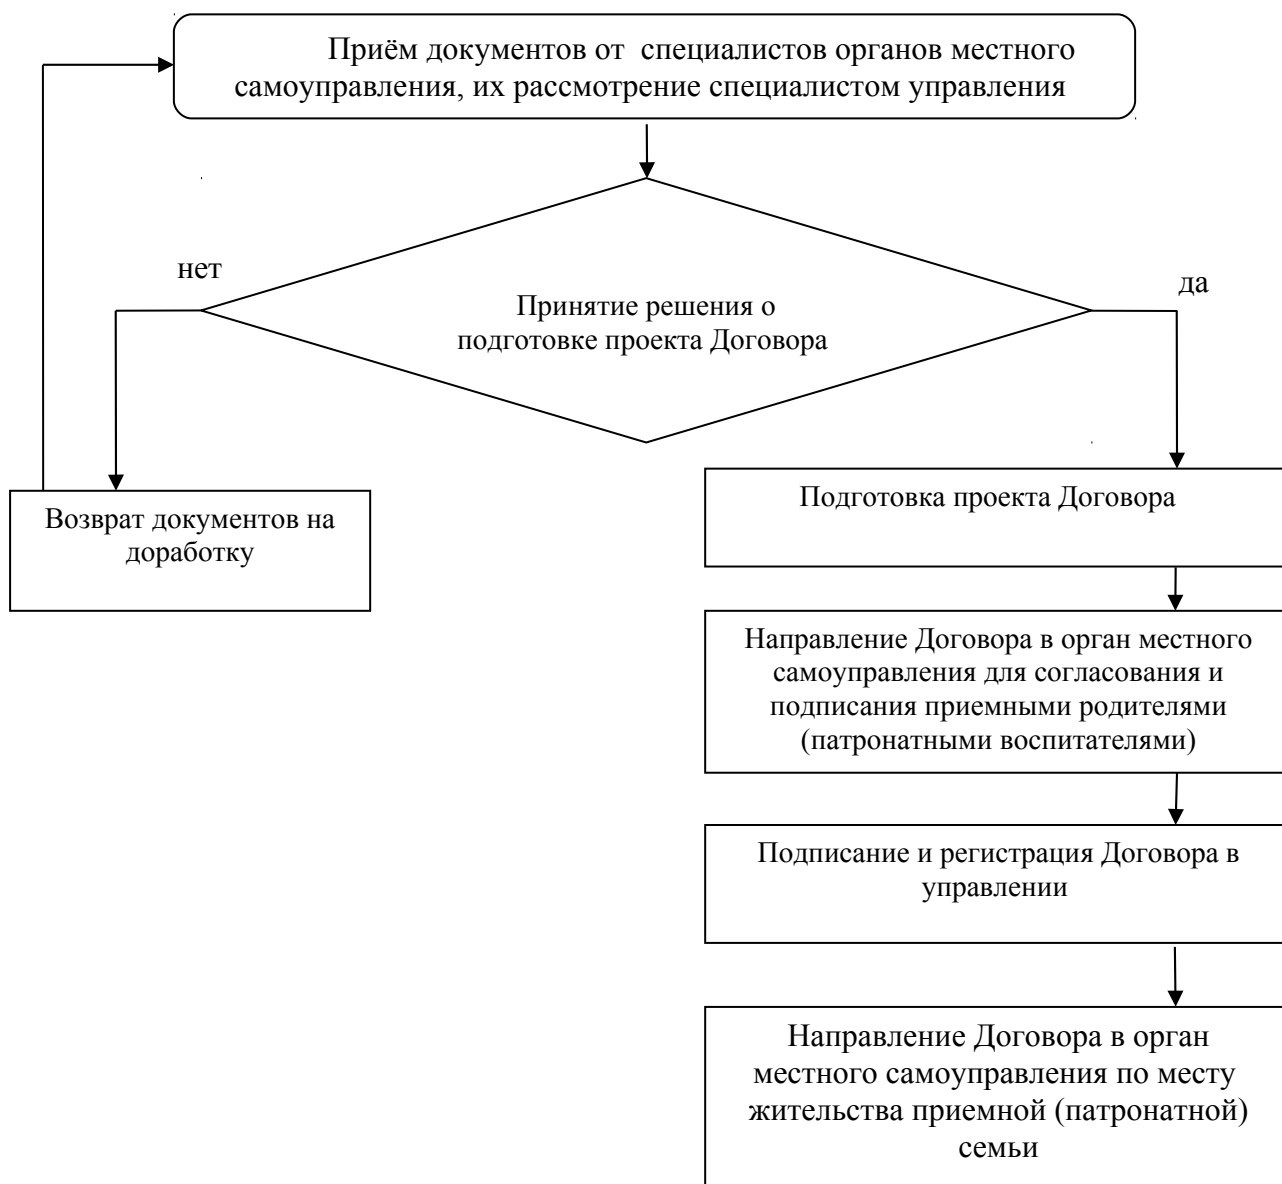 Приём документов от специалистов органов местного
самоуправления, их рассмотрение специалистом управления
нет
да
Принятие решения о
подготовке проекта Договора
Возврат документов на
доработку
Подготовка проекта Договора
Направление Договора в орган местного
самоуправления для согласования и
подписания приемными родителями
(патронатными воспитателями)
Подписание и регистрация Договора в
управлении
Направление Договора в орган
местного самоуправления по месту
жительства приемной (патронатной)
семьи